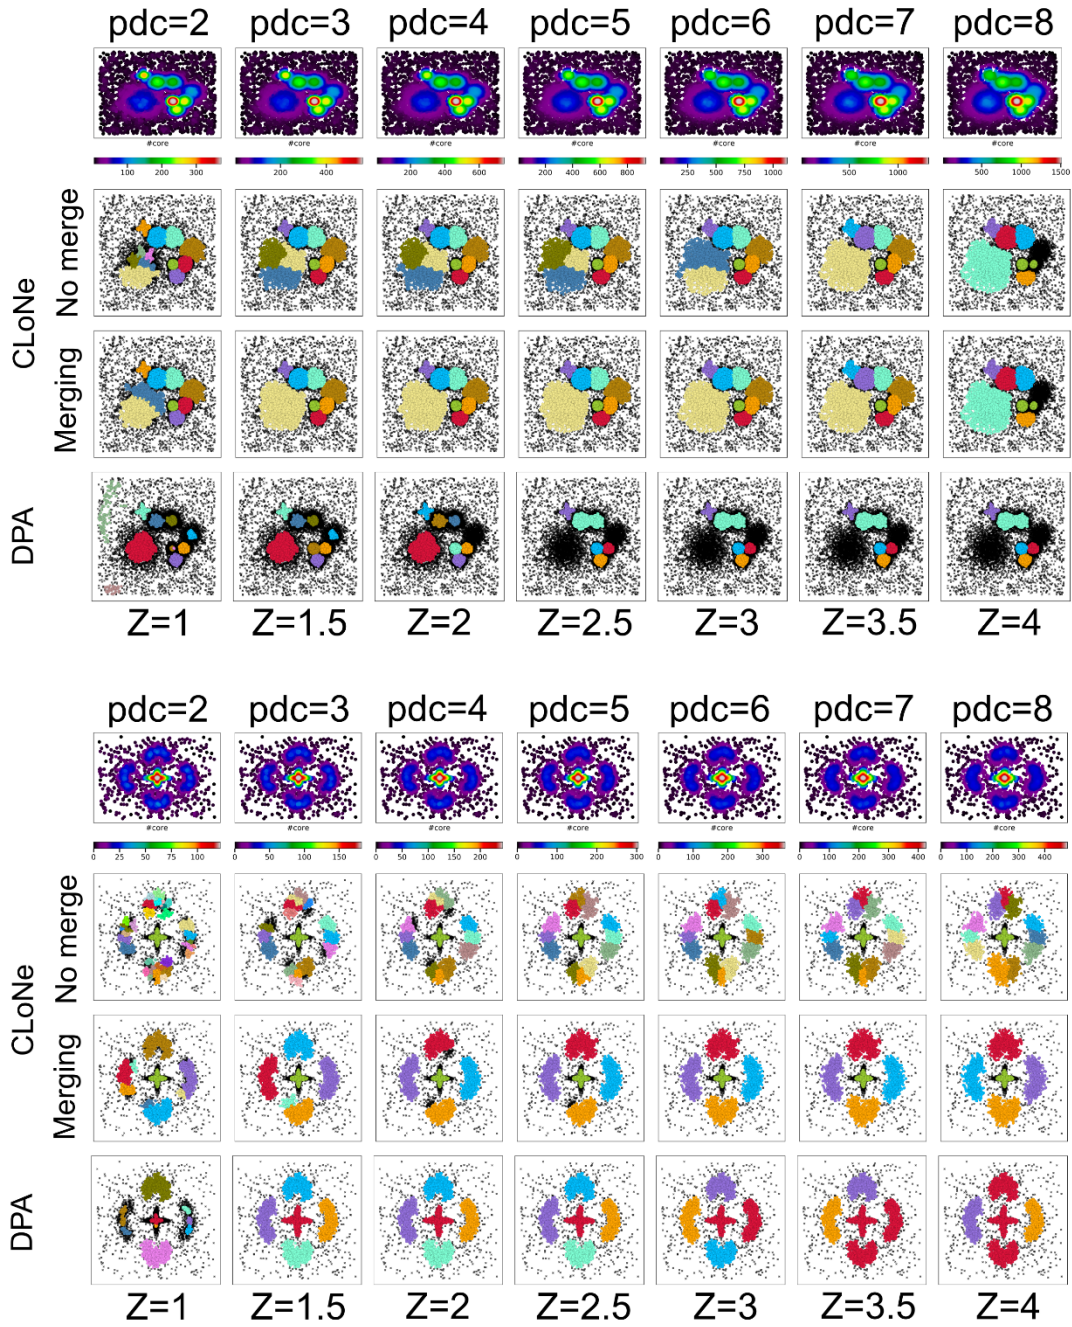 pdc=2 pdc=3 pdc=4 pdc=5 pdc=6 pdc=7 pdc=8
#core #core #core #core #core #core #core
100 200 300 200 400 200 400 600 200 400 600 800 250 500 750 1000 500 1000 0 500 1000 1500
CLoNe
No merge
Merging
DPA
Z=1 Z=1.5 Z=2 Z=2.5 Z=3 Z=3.5 Z=4
pdc=2 pdc=3 pdc=4 pdc=5 pdc=6 pdc=7 pdc=8
#core #core #core #core #core #core #core
0 25 50 75 100 0 50 100 150 0 50 100 150 200 0 100 200 300 0 100 200 300 0 100 200 300 400 0 100 200 300 400
CLoNe
No merge
Merging
DPA
Z=1 Z=1.5 Z=2 Z=2.5 Z=3 Z=3.5 Z=4